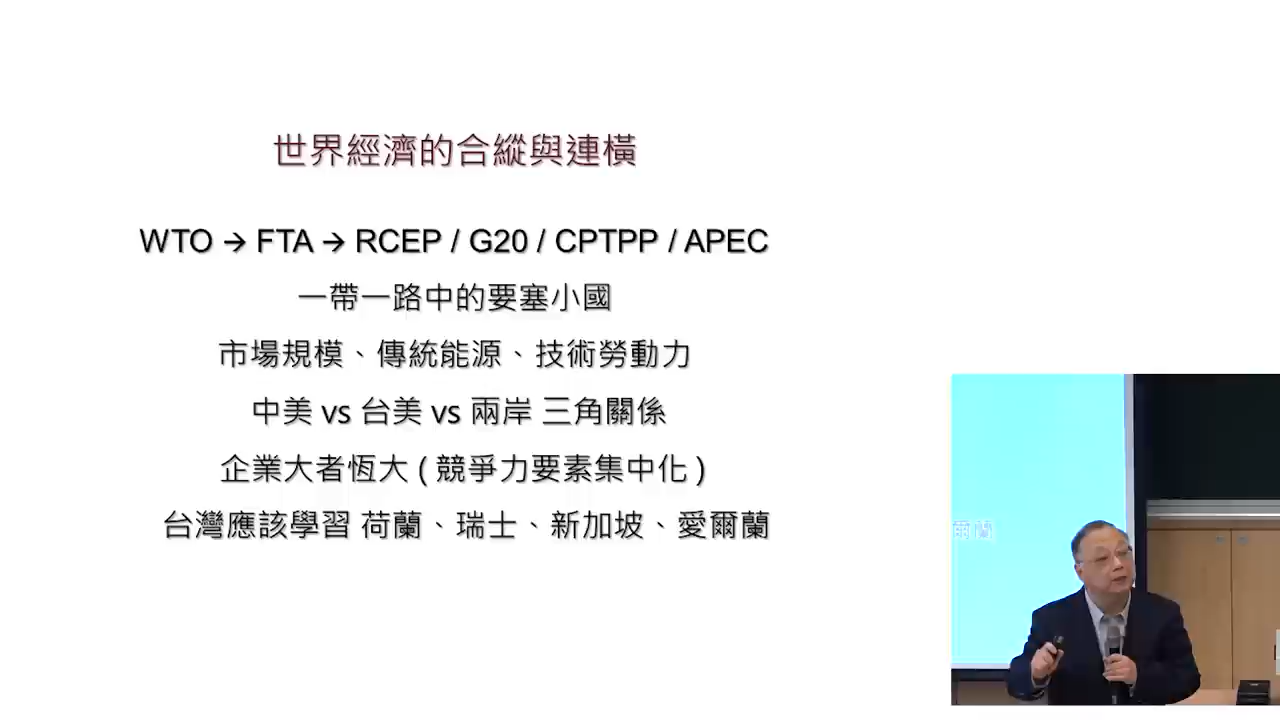 世界經濟的合縱與連橫
WTO → FTA → RCEP / G20 / CPTPP / APEC
一帶一路中的要塞小國
市場規模、傳統能源、技術勞動力
中美 vs 台美 vs 兩岸 三角關係
企業大者恆大 ( 競爭力要素集中化 )
台灣應該學習 荷蘭、瑞士、新加坡、愛爾蘭
爾蘭